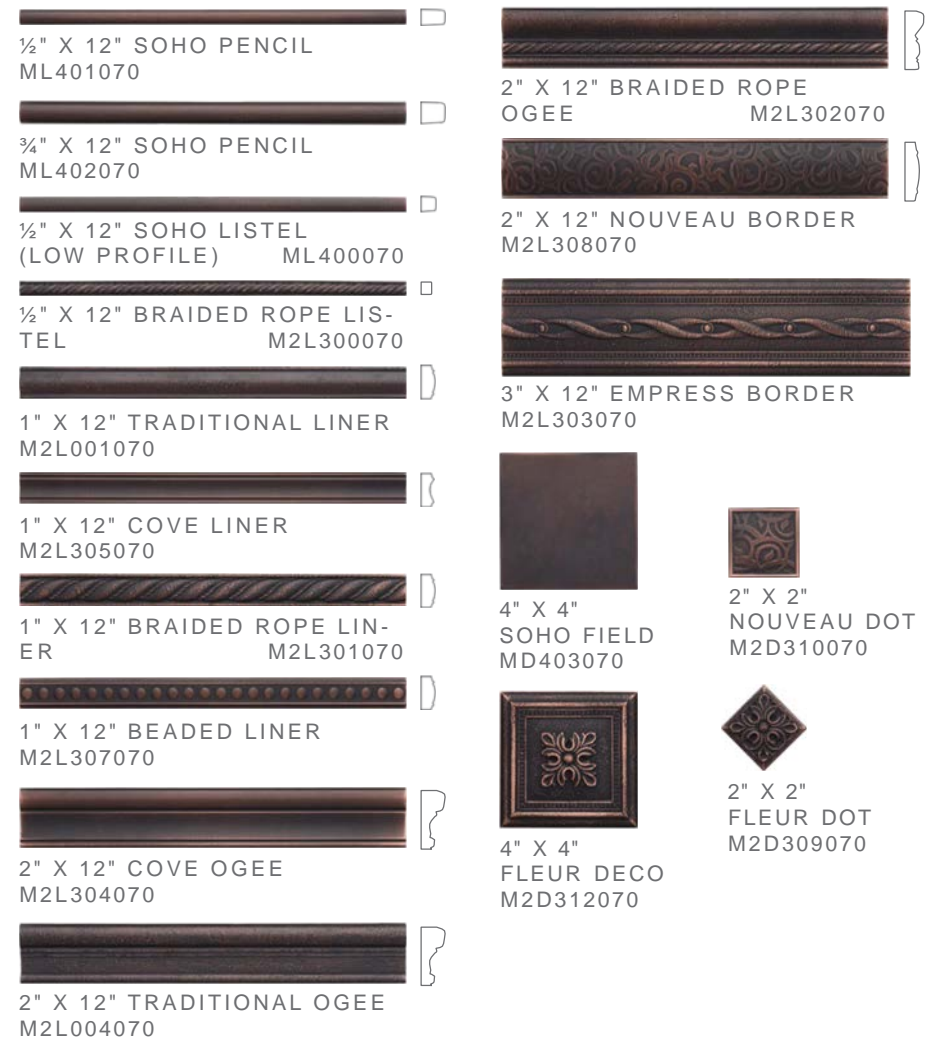 ½" X 12" SOHO PENCIL
ML401070
¾" X 12" SOHO PENCIL
ML402070
½" X 12" SOHO LISTEL
(LOW PROFILE) ML400070
½" X 12" BRAIDED ROPE LIS-
TEL M2L300070
1" X 12" TRADITIONAL LINER
M2L001070
1" X 12" COVE LINER
M2L305070
1" X 12" BRAIDED ROPE LIN-
ER M2L301070
1" X 12" BEADED LINER
M2L307070
2" X 12" COVE OGEE
M2L304070
2" X 12" TRADITIONAL OGEE
M2L004070
2" X 12" BRAIDED ROPE
OGEE M2L302070
2" X 12" NOUVEAU BORDER
M2L308070
3" X 12" EMPRESS BORDER
M2L303070
4" X 4"
SOHO FIELD
MD403070
2" X 2"
NOUVEAU DOT
M2D310070
4" X 4"
FLEUR DECO
M2D312070
2" X 2"
FLEUR DOT
M2D309070